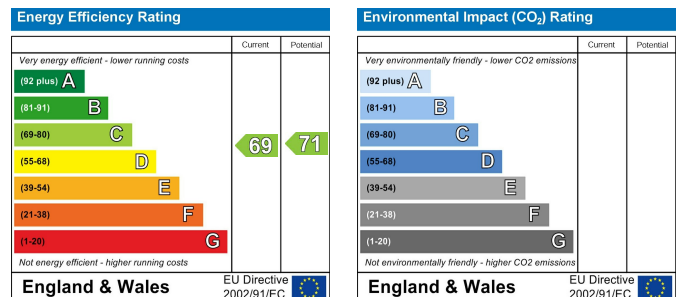 Energy Efficiency Rating
Current Potential
Very energy efficient - lower running costs
(92 plus) A
(81-91) B
(69-80) C
(55-68) D
(39-54) E
(21-38) F
(1-20) G
69 71
Not energy efficient - higher running costs
England & Wales
EU Directive
2002/91/EC
Environmental Impact (CO₂) Rating
Current Potential
Very environmentally friendly - lower CO2 emissions
(92 plus) A
(81-91) B
(69-80) C
(55-68) D
(39-54) E
(21-38) F
(1-20) G
Not environmentally friendly - higher CO2 emissions
England & Wales
EU Directive
2002/91/EC